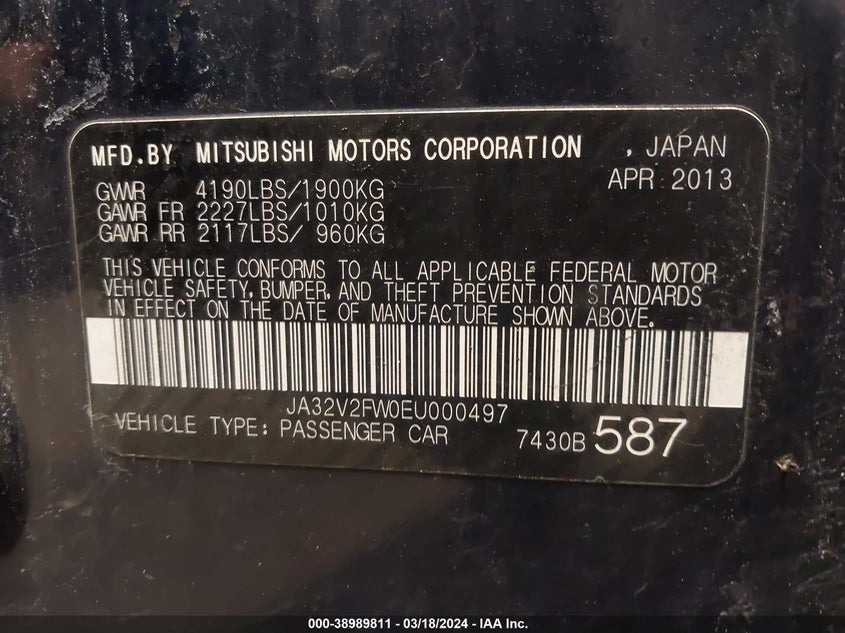 MFD.BY MITSUBISHI MOTORS CORPORATION , JAPAN
APR 2013
GVWR 4190LBS/1900KG
GAWR FR 2227LBS/1010KG
GAWR RR 2117LBS/ 960KG
THIS VEHICLE CONFORMS TO ALL APPLICABLE FEDERAL MOTOR
VEHICLE SAFETY, BUMPER, AND THEFT PREVENTION STANDARDS
IN EFFECT ON THE DATE OF MANUFACTURE SHOWN ABOVE.
JA32V2FW0EU000497
VEHICLE TYPE: PASSENGER CAR 7430B 587
000-38989811 - 03/18/2024 - IAA Inc.